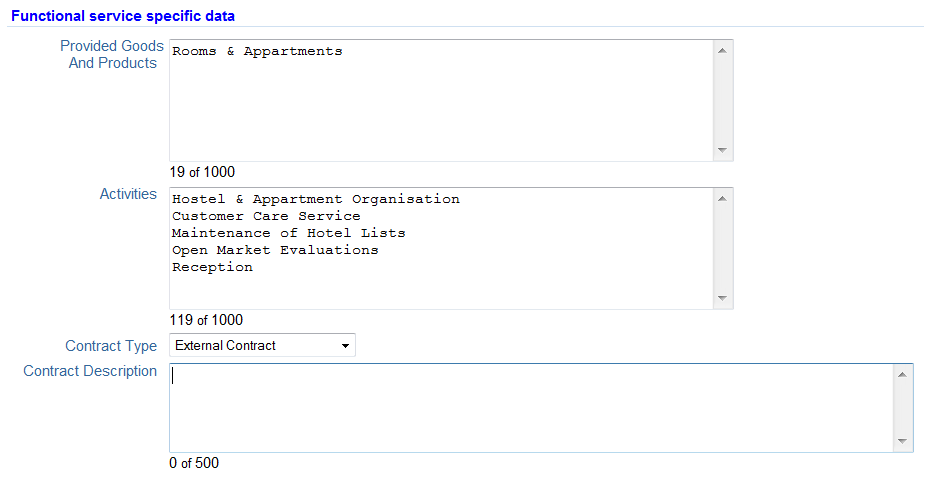 Functional service specific data
Provided Goods
And Products
Rooms & Appartments
19 of 1000
Activities
Hostel & Appartment Organisation
Customer Care Service
Maintenance of Hotel Lists
Open Market Evaluations
Reception
119 of 1000
Contract Type
External Contract
Contract Description
0 of 500